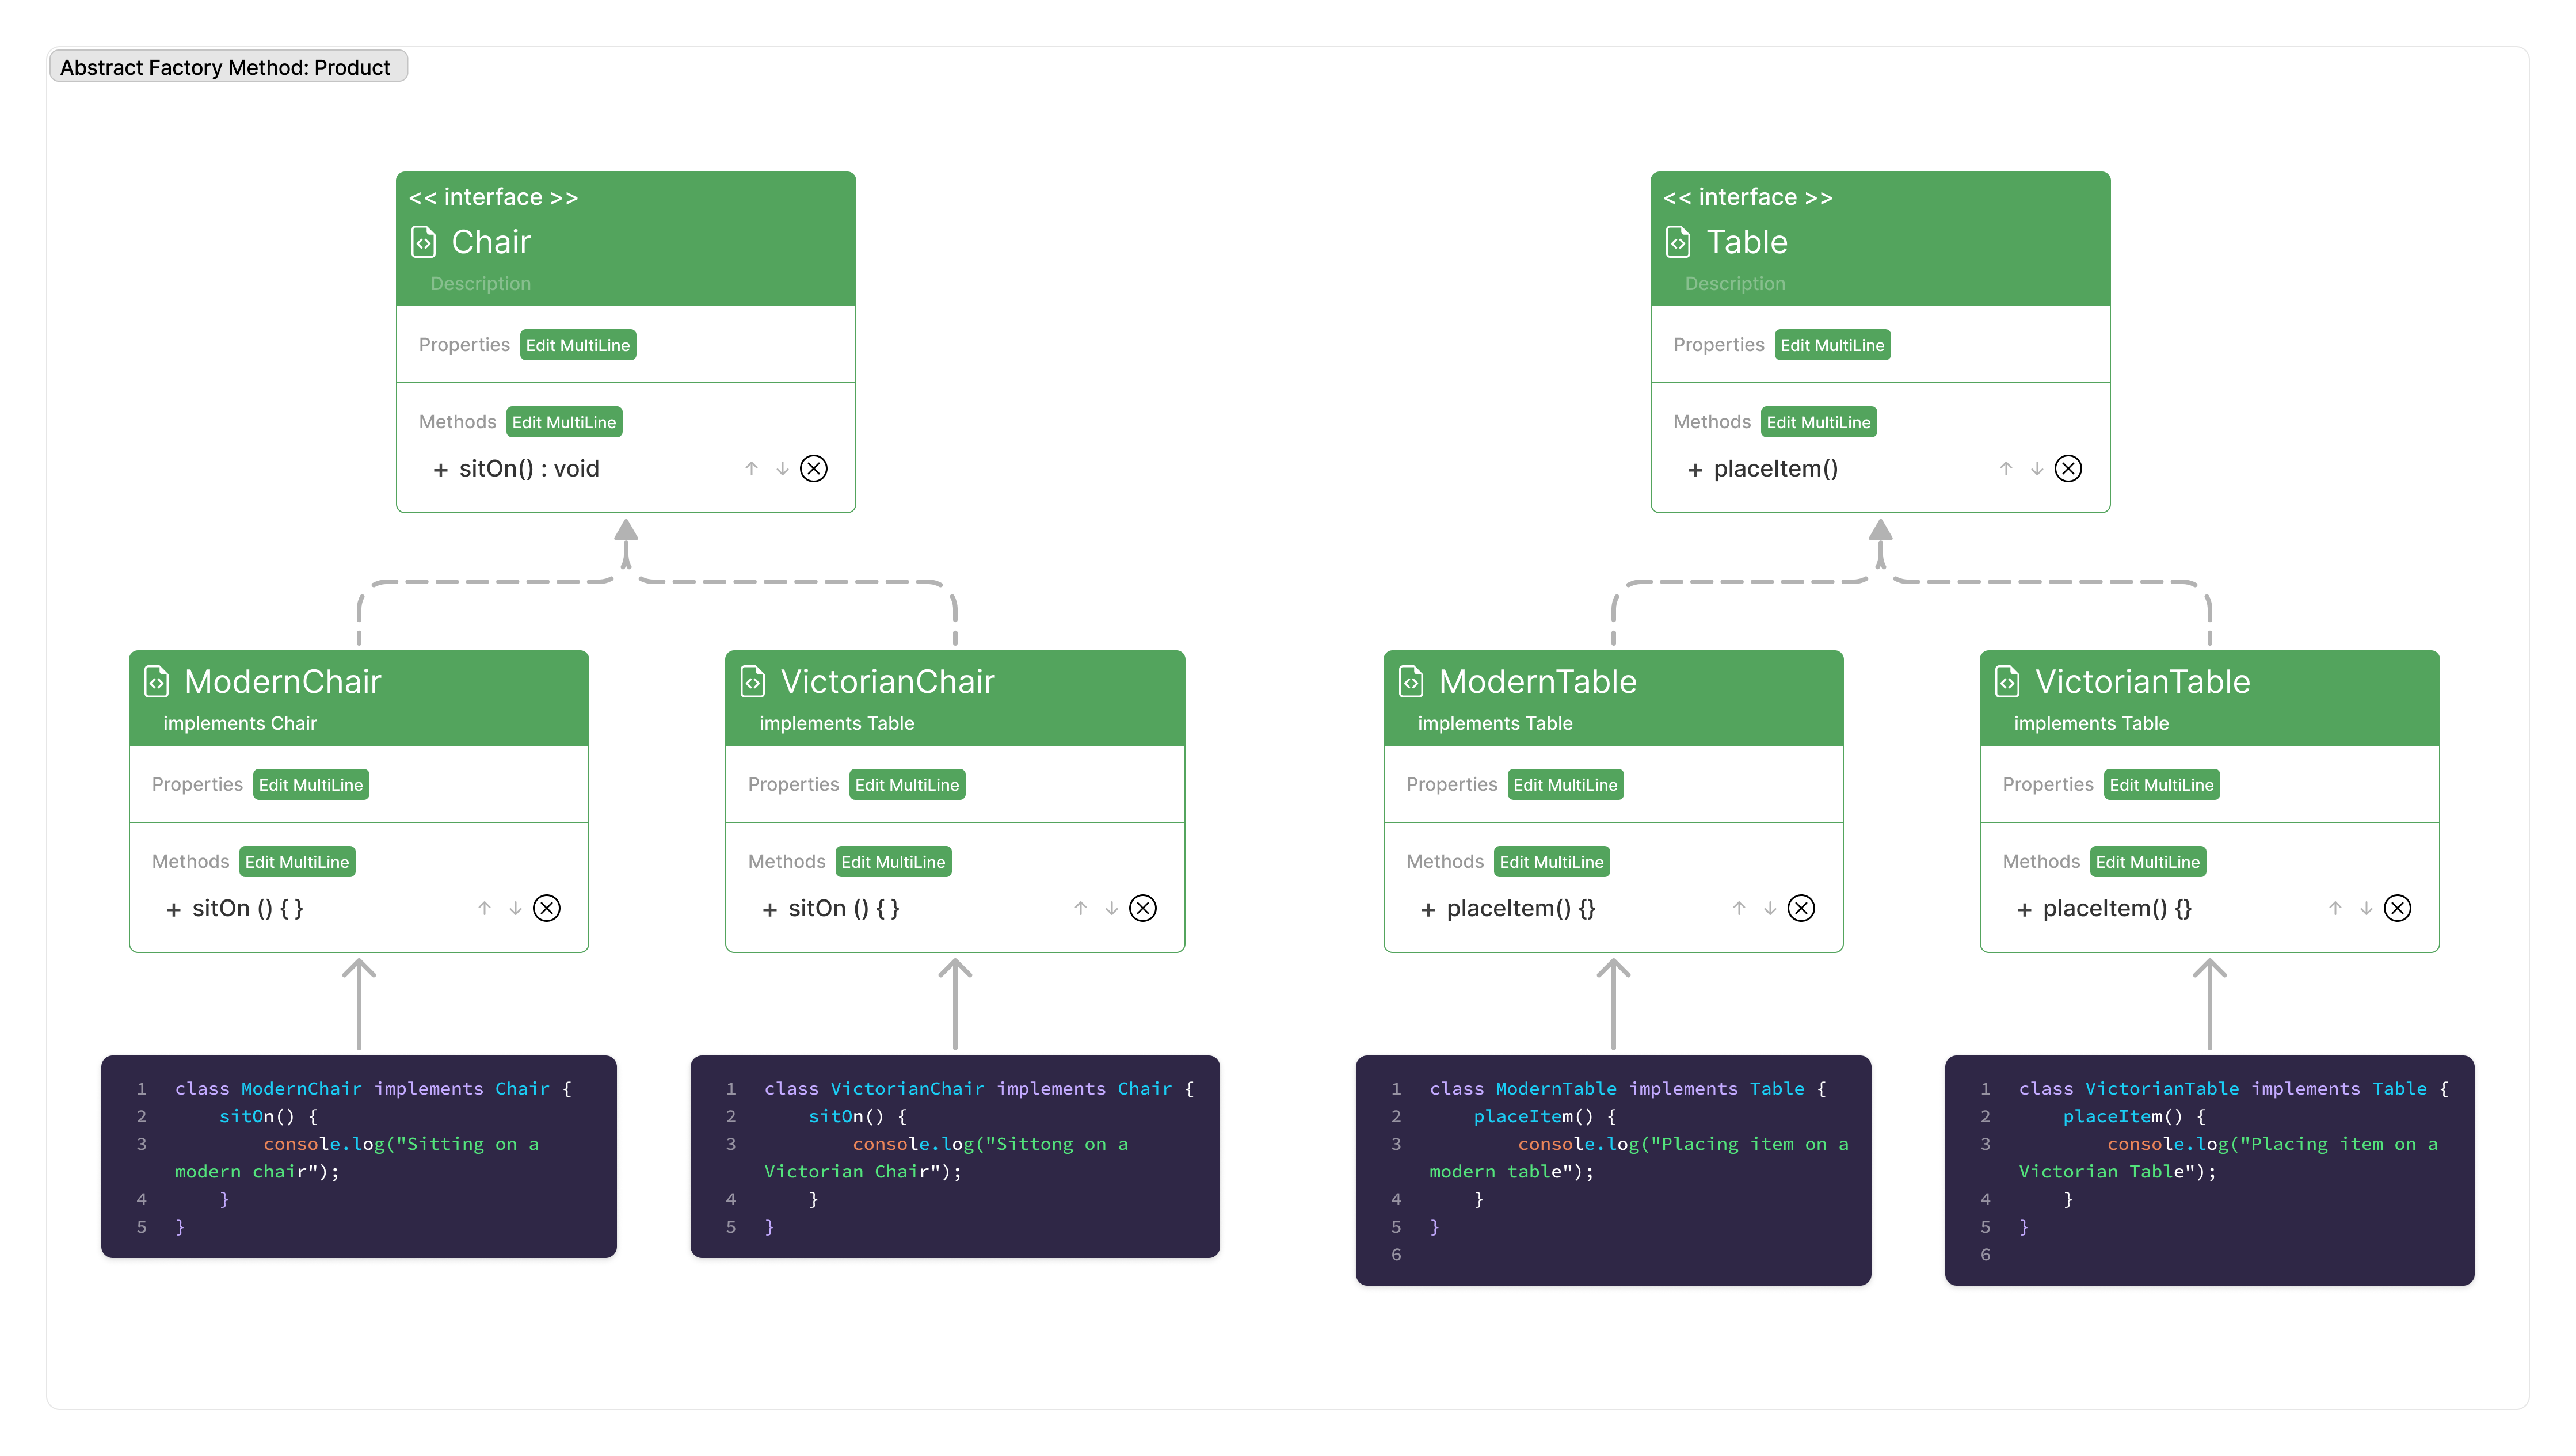 Abstract Factory Method: Product
<< interface >>
Chair
Description
Properties Edit MultiLine
Methods Edit MultiLine
+ sitOn() : void
<< interface >>
Table
Description
Properties Edit MultiLine
Methods Edit MultiLine
+ placeItem()
ModernChair
implements Chair
Properties Edit MultiLine
Methods Edit MultiLine
+ sitOn () { }
VictorianChair
implements Table
Properties Edit MultiLine
Methods Edit MultiLine
+ sitOn () { }
ModernTable
implements Table
Properties Edit MultiLine
Methods Edit MultiLine
+ placeItem() {}
VictorianTable
implements Table
Properties Edit MultiLine
Methods Edit MultiLine
+ placeItem() {}
1 class ModernChair implements Chair {
2 sitOn() {
3 console.log("Sitting on a
modern chair");
4 }
5 }
1 class VictorianChair implements Chair {
2 sitOn() {
3 console.log("Sittong on a
Victorian Chair");
4 }
5 }
1 class ModernTable implements Table {
2 placeItem() {
3 console.log("Placing item on a
modern table");
4 }
5 }
6
1 class VictorianTable implements Table {
2 placeItem() {
3 console.log("Placing item on a
Victorian Table");
4 }
5 }
6